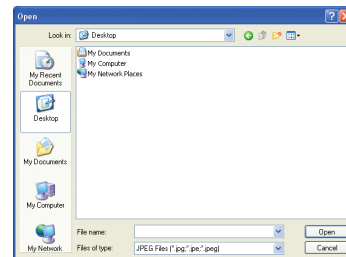 Open
Look in:
Desktop
My Recent
Documents
Desktop
My Documents
My Computer
My Network
My Documents
My Computer
My Network Places
File name:
Open
Files of type:
JPEG Files (*.jpg;*.jpe;*.jpeg)
Cancel